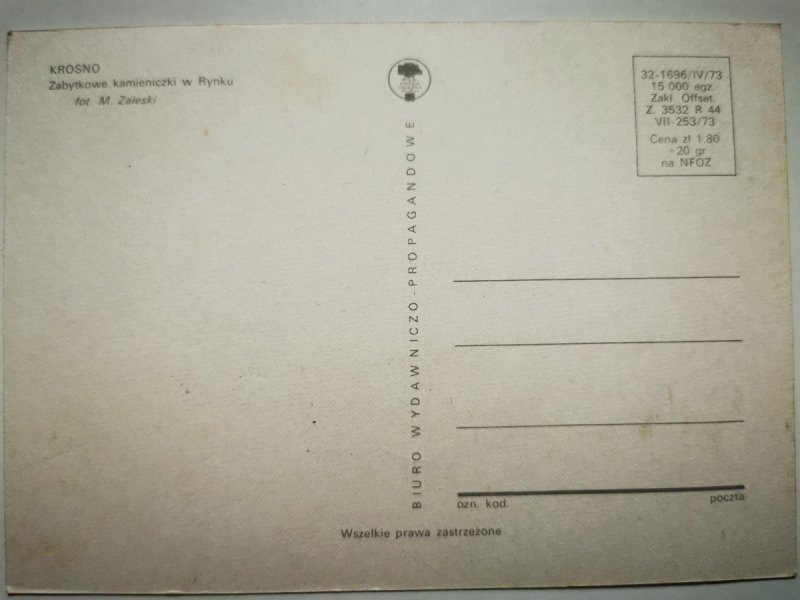 KROSNO
Zabytkowe kamieniczki w Rynku
fot. M. Zaleski
BIURO WYDAWNICZO-PROPAGANDOWE
32-1696/IV/73
15 000 egz.
Zakł. Offset.
Z. 3532 R 44
VII-253/73
Cena zł 1,80
+20 gr
na NFOZ
ozn. kod.
poczta
Wszelkie prawa zastrzeżone